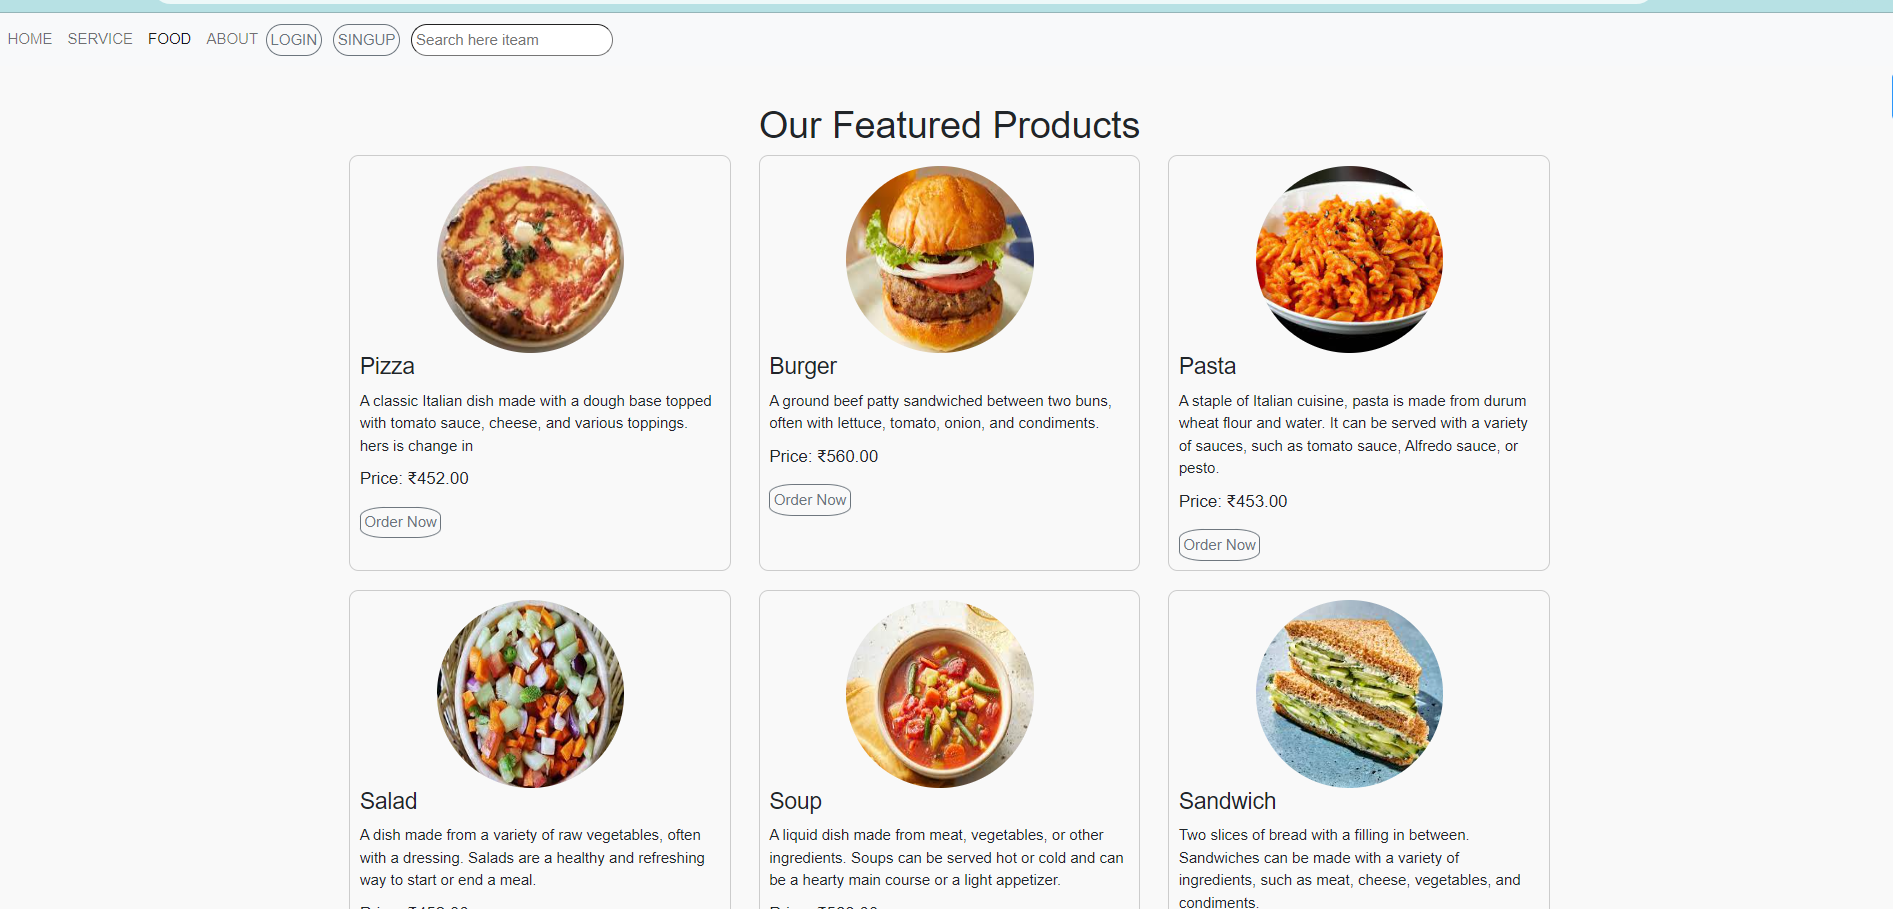 HOME SERVICE FOOD ABOUT LOGIN SINGUP Search here iteam
Our Featured Products
Pizza
A classic Italian dish made with a dough base topped
with tomato sauce, cheese, and various toppings.
hers is change in
Price: ₹452.00
Order Now
Burger
A ground beef patty sandwiched between two buns,
often with lettuce, tomato, onion, and condiments.
Price: ₹560.00
Order Now
Pasta
A staple of Italian cuisine, pasta is made from durum
wheat flour and water. It can be served with a variety
of sauces, such as tomato sauce, Alfredo sauce, or
pesto.
Price: ₹453.00
Order Now
Salad
A dish made from a variety of raw vegetables, often
with a dressing. Salads are a healthy and refreshing
way to start or end a meal.
Soup
A liquid dish made from meat, vegetables, or other
ingredients. Soups can be served hot or cold and can
be a hearty main course or a light appetizer.
Sandwich
Two slices of bread with a filling in between.
Sandwiches can be made with a variety of
ingredients, such as meat, cheese, vegetables, and
condiments.